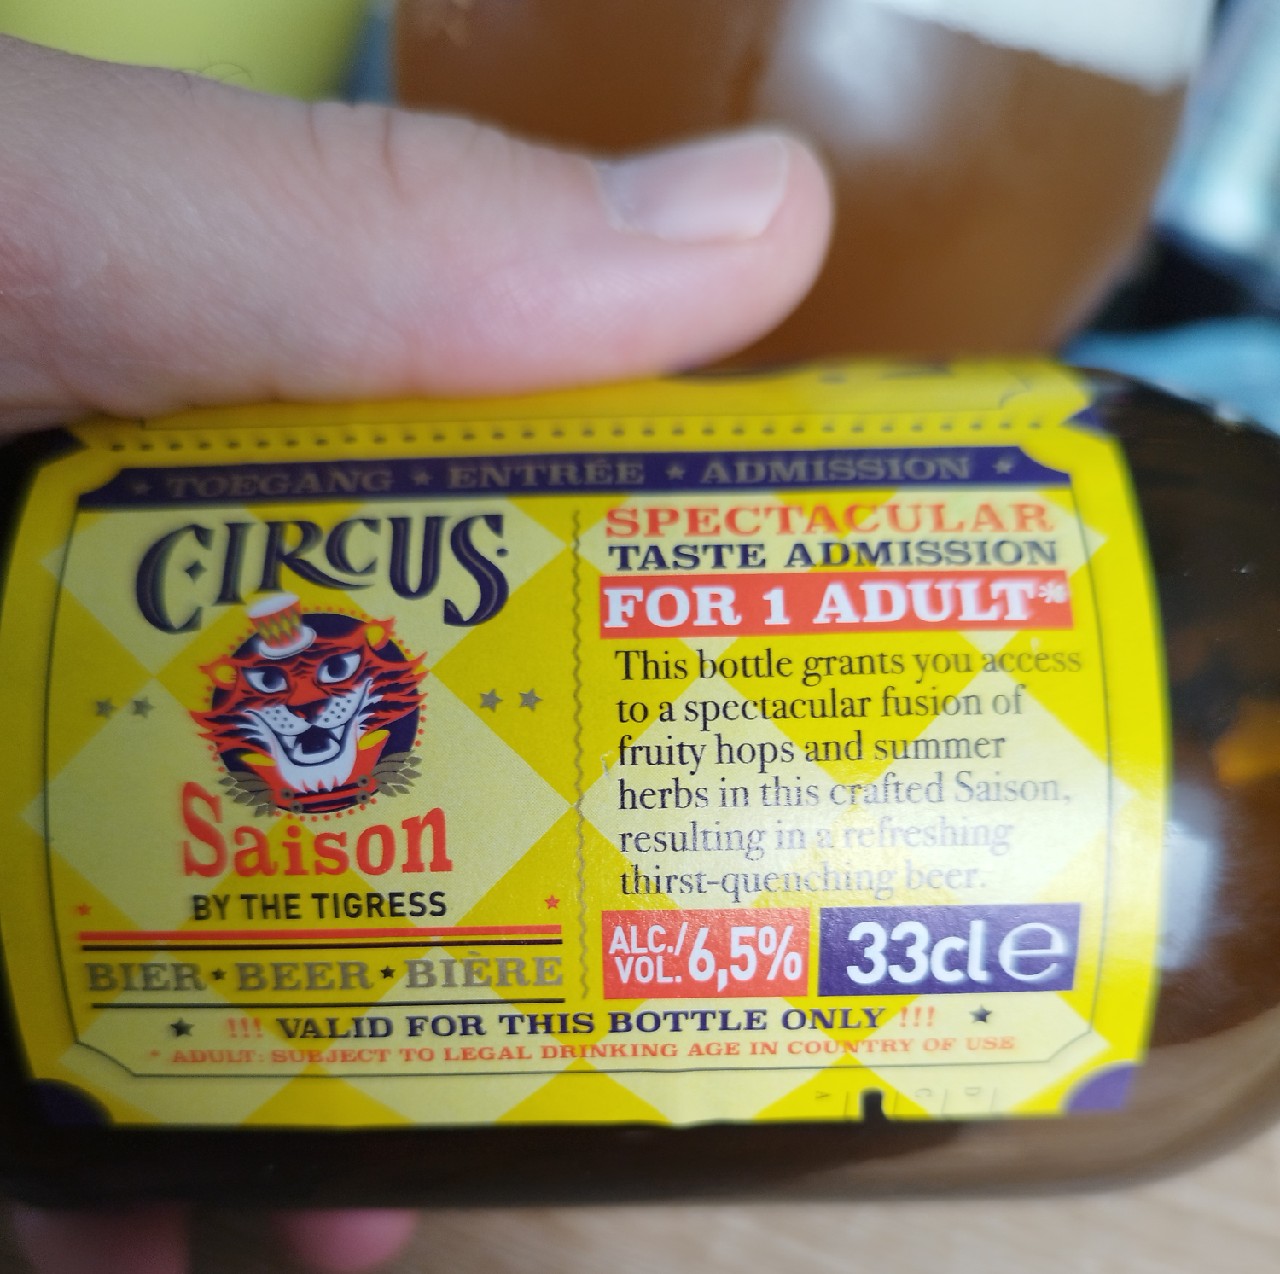 TOEGANG ★ ENTRÉE ★ ADMISSION ★
CIRCUS
Saison
BY THE TIGRESS
BIER ★ BEER ★ BIÈRE
SPECTACULAR
TASTE ADMISSION
FOR 1 ADULT*
This bottle grants you access
to a spectacular fusion of
fruity hops and summer
herbs in this crafted Saison,
resulting in a refreshing
thirst-quenching beer.
ALC./VOL. 6,5%
33cl e
!!! VALID FOR THIS BOTTLE ONLY !!!
* ADULT: SUBJECT TO LEGAL DRINKING AGE IN COUNTRY OF USE